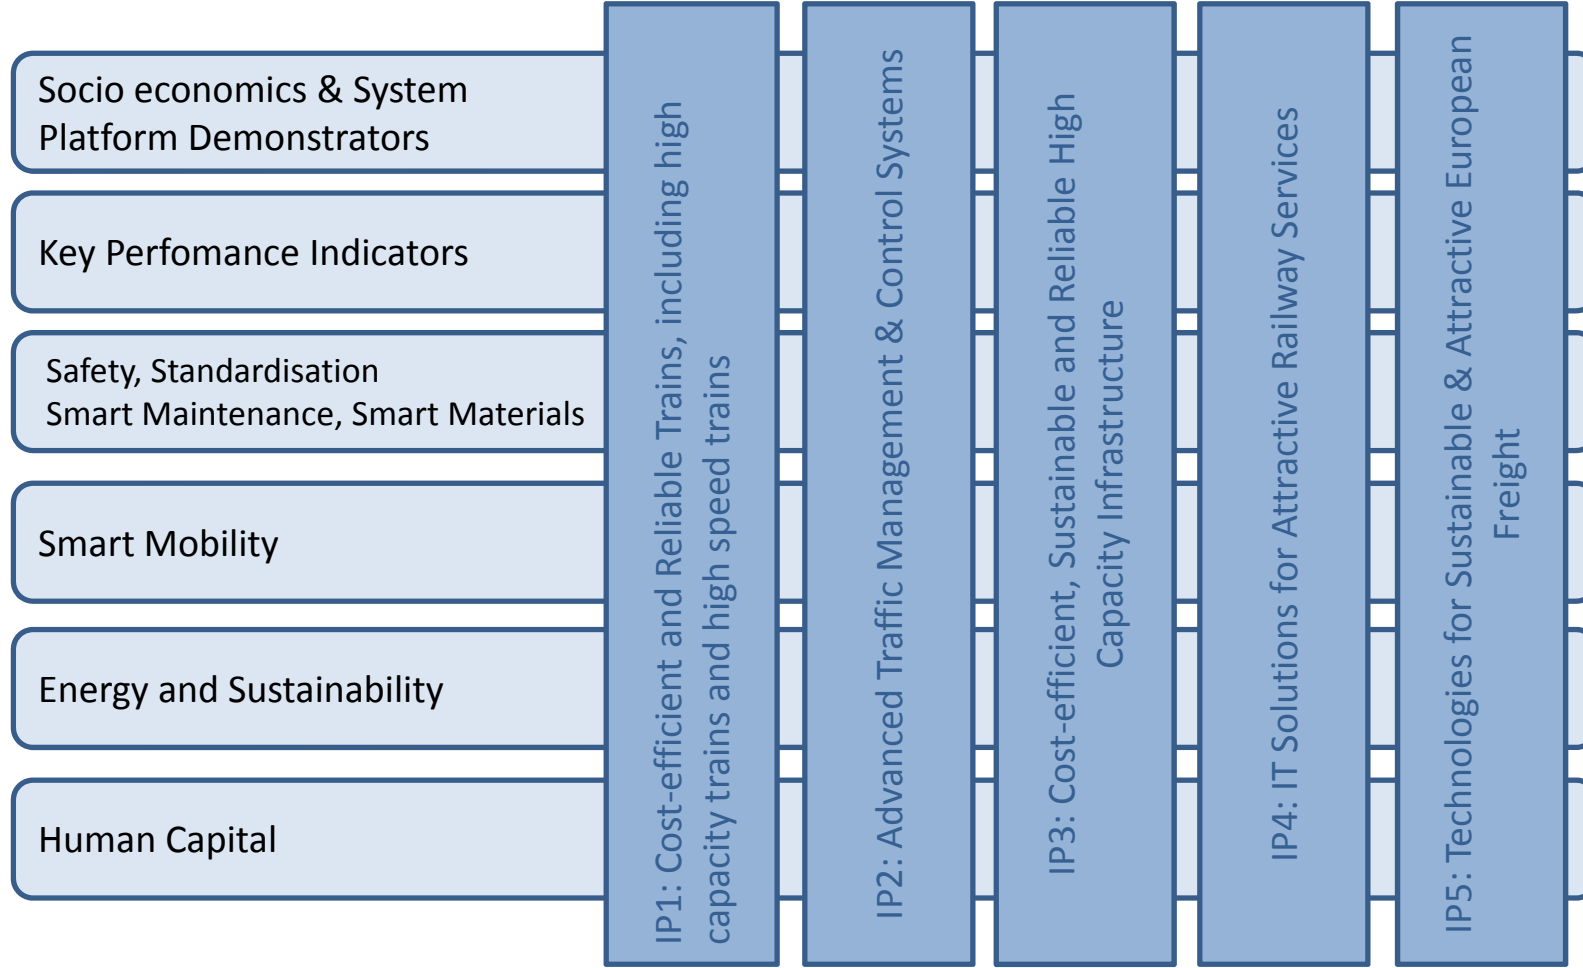 Socio economics & System
Platform Demonstrators
Key Perfomance Indicators
Safety, Standardisation
Smart Maintenance, Smart Materials
Smart Mobility
Energy and Sustainability
Human Capital
IP1: Cost-efficient and Reliable Trains, including high
capacity trains and high speed trains
IP2: Advanced Traffic Management & Control Systems
IP3: Cost-efficient, Sustainable and Reliable High
Capacity Infrastructure
IP4: IT Solutions for Attractive Railway Services
IP5: Technologies for Sustainable & Attractive European
Freight